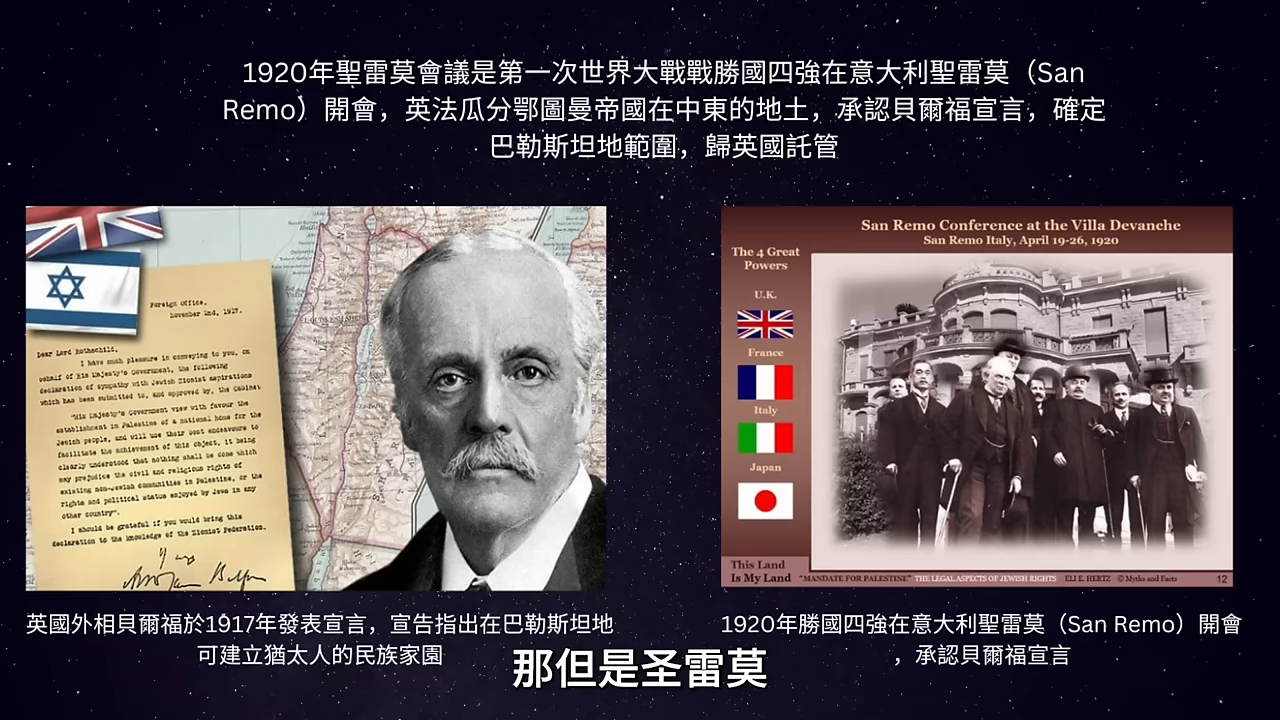 1920年聖雷莫會議是第一次世界大戰戰勝國四強在意大利聖雷莫（San
Remo）開會，英法瓜分鄂圖曼帝國在中東的地土，承認貝爾福宣言，確定
巴勒斯坦地範圍，歸英國託管
Foreign Office,
November 2nd, 1917.
Dear Lord Rothschild,
I have much pleasure in conveying to you, on
behalf of His Majesty's Government, the following
declaration of sympathy with Jewish Zionist aspirations
which has been submitted to, and approved by, the Cabinet
"His Majesty's Government view with favour the
establishment in Palestine of a national home for the
Jewish people, and will use their best endeavours to
facilitate the achievement of this object, it being
clearly understood that nothing shall be done which
may prejudice the civil and religious rights of
existing non-Jewish communities in Palestine, or the
rights and political status enjoyed by Jews in any
other country".
I should be grateful if you would bring this
declaration to the knowledge of the Zionist Federation.
San Remo Conference at the Villa Devanche
San Remo Italy, April 19-26, 1920
The 4 Great
Powers
U.K.
France
Italy
Japan
This Land
Is My Land
"MANDATE FOR PALESTINE" THE LEGAL ASPECTS OF JEWISH RIGHTS ELI E. HERTZ © Myths and Facts 12
英國外相貝爾福於1917年發表宣言，宣告指出在巴勒斯坦地
可建立猶太人的民族家園
1920年勝國四強在意大利聖雷莫（San Remo）開會
，承認貝爾福宣言
那但是圣雷莫